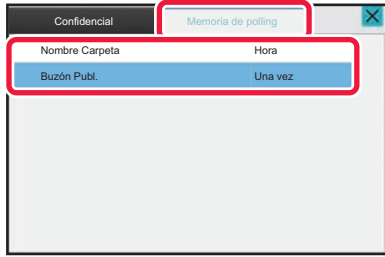 Confidencial Memoria de polling
Nombre Carpeta Hora
Buzón Publ. Una vez